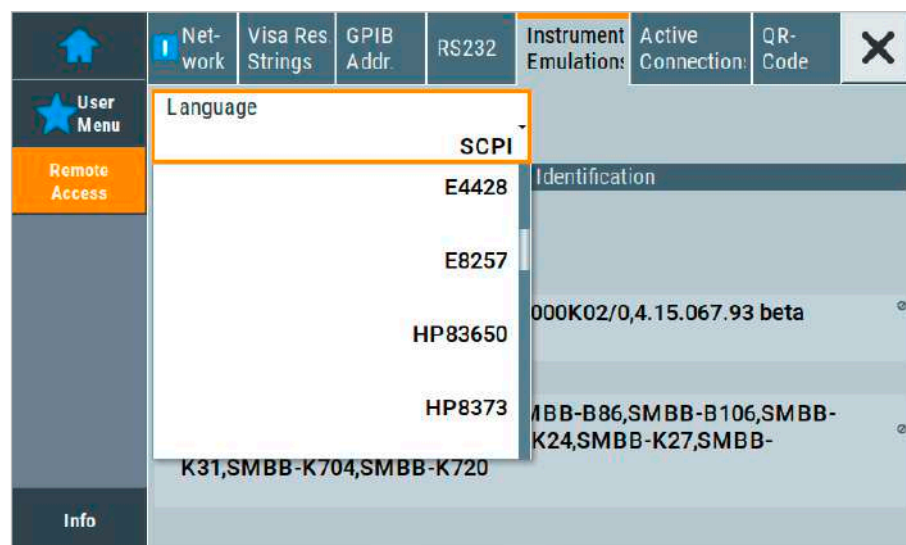 Net-
work
Visa Res.
Strings
GPIB
Addr.
RS232
Instrument
Emulations
Active
Connections
QR-
Code
User
Menu
Remote
Access
Info
Language
SCPI
E4428
E8257
HP83650
HP8373
Identification
000K02/0,4.15.067.93 beta
SMBB-B86,SMBB-B106,SMBB-
K24,SMBB-K27,SMBB-
K31,SMBB-K704,SMBB-K720